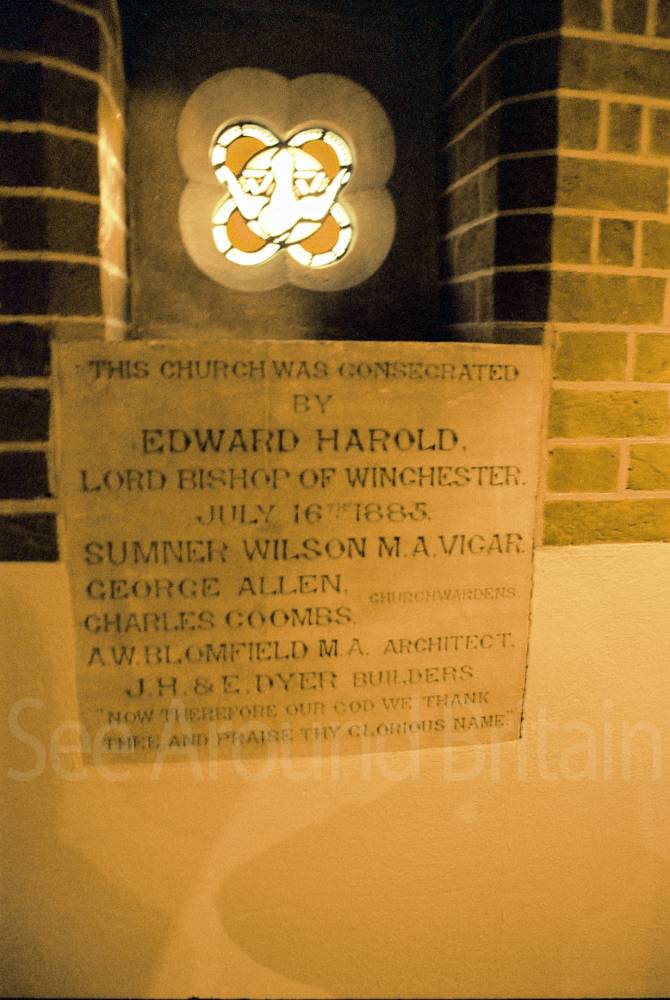 THIS CHURCH WAS CONSECRATED
BY
EDWARD HAROLD,
LORD BISHOP OF WINCHESTER.
JULY 16TH 1885.
SUMNER WILSON M.A. VICAR.
GEORGE ALLEN, CHURCHWARDENS.
CHARLES COOMBS,
A.W. BLOMFIELD M.A. ARCHITECT.
J.H. & E. DYER BUILDERS
"NOW THEREFORE OUR GOD WE THANK
THEE AND PRAISE THY GLORIOUS NAME"
See Around Britain